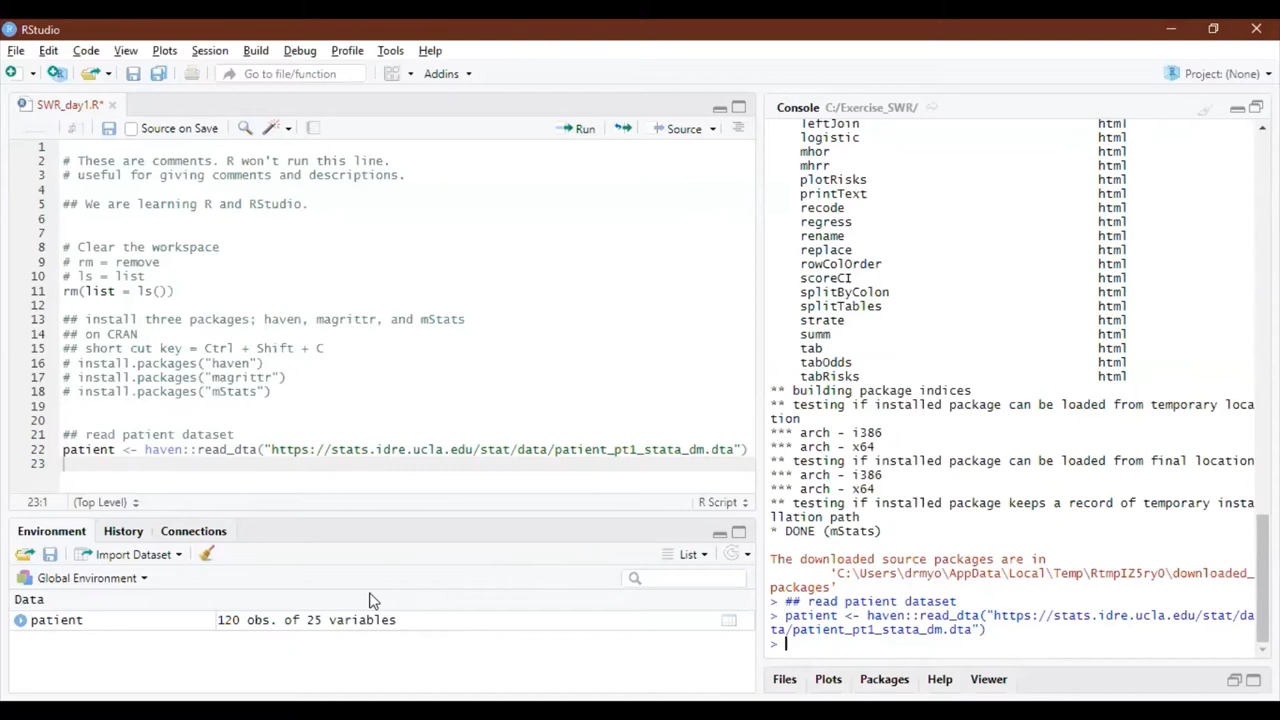 RStudio
File Edit Code View Plots Session Build Debug Profile Tools Help
Go to file/function Addins Project: (None)
SWR_day1.R*
Source on Save Run Source
1
2 # These are comments. R won't run this line.
3 # useful for giving comments and descriptions.
4
5 ## We are learning R and RStudio.
6
7
8 # Clear the workspace
9 # rm = remove
10 # ls = list
11 rm(list = ls())
12
13 ## install three packages; haven, magrittr, and mStats
14 ## on CRAN
15 ## short cut key = Ctrl + Shift + C
16 # install.packages("haven")
17 # install.packages("magrittr")
18 # install.packages("mStats")
19
20
21 ## read patient dataset
22 patient <- haven::read_dta("https://stats.idre.ucla.edu/stat/data/patient_pt1_stata_dm.dta")
23
23:1 (Top Level) R Script
Environment History Connections
Import Dataset List
Global Environment
Data
patient 120 obs. of 25 variables
Console C:/Exercise_SWR/
leftJoin html
logistic html
mhor html
mhrr html
plotRisks html
printText html
recode html
regress html
rename html
replace html
rowColOrder html
scoreCI html
splitByColon html
splitTables html
strate html
summ html
tab html
tabOdds html
tabRisks html
** building package indices
** testing if installed package can be loaded from temporary loca
tion
*** arch - i386
*** arch - x64
** testing if installed package can be loaded from final location
*** arch - i386
*** arch - x64
** testing if installed package keeps a record of temporary insta
llation path
* DONE (mStats)
The downloaded source packages are in
'C:\Users\drmyo\AppData\Local\Temp\RtmpIZ5ryO\downloaded_
packages'
> ## read patient dataset
> patient <- haven::read_dta("https://stats.idre.ucla.edu/stat/da
ta/patient_pt1_stata_dm.dta")
>
Files Plots Packages Help Viewer